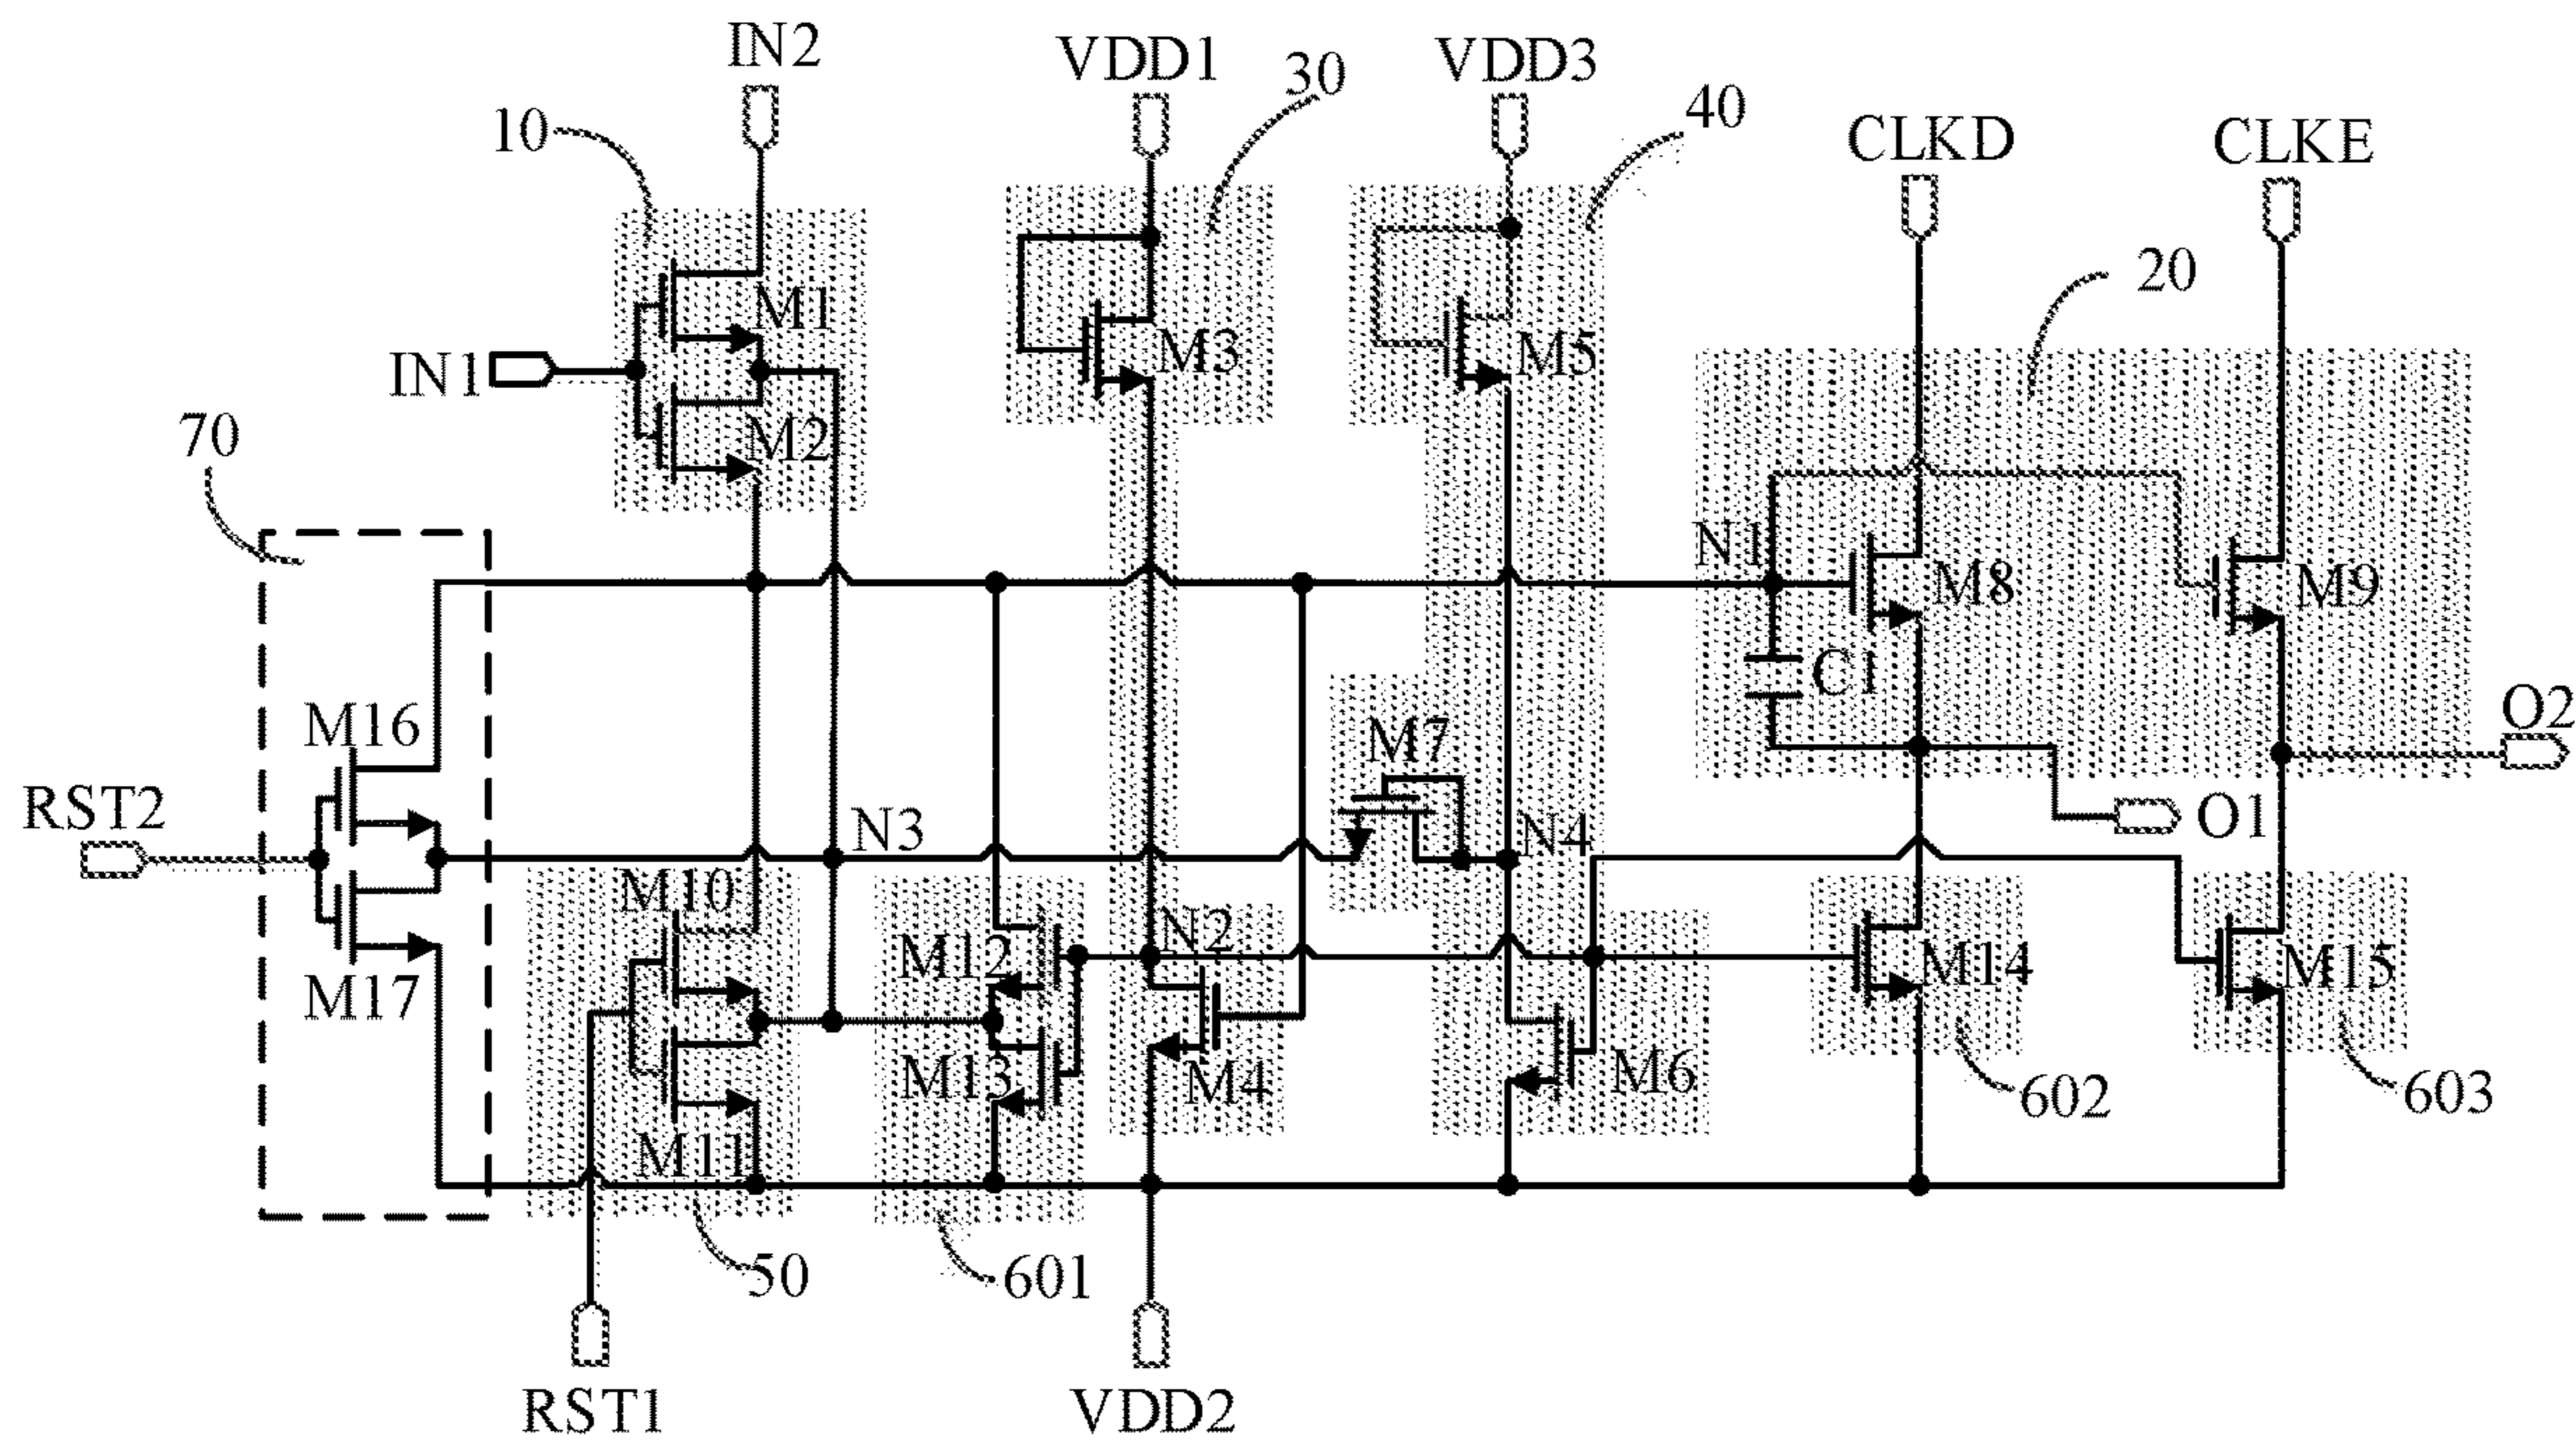 IN2
VDD1
30
VDD3
40
10
CLKD
CLKE
20
M1
M3
M5
IN1
M2
70
N1
M8
M9
C1
M16
M7
O2
RST2
N3
N4
O1
M10
N2
M12
M14
M15
M17
M13
M4
M6
602
603
M11
50
601
RST1
VDD2